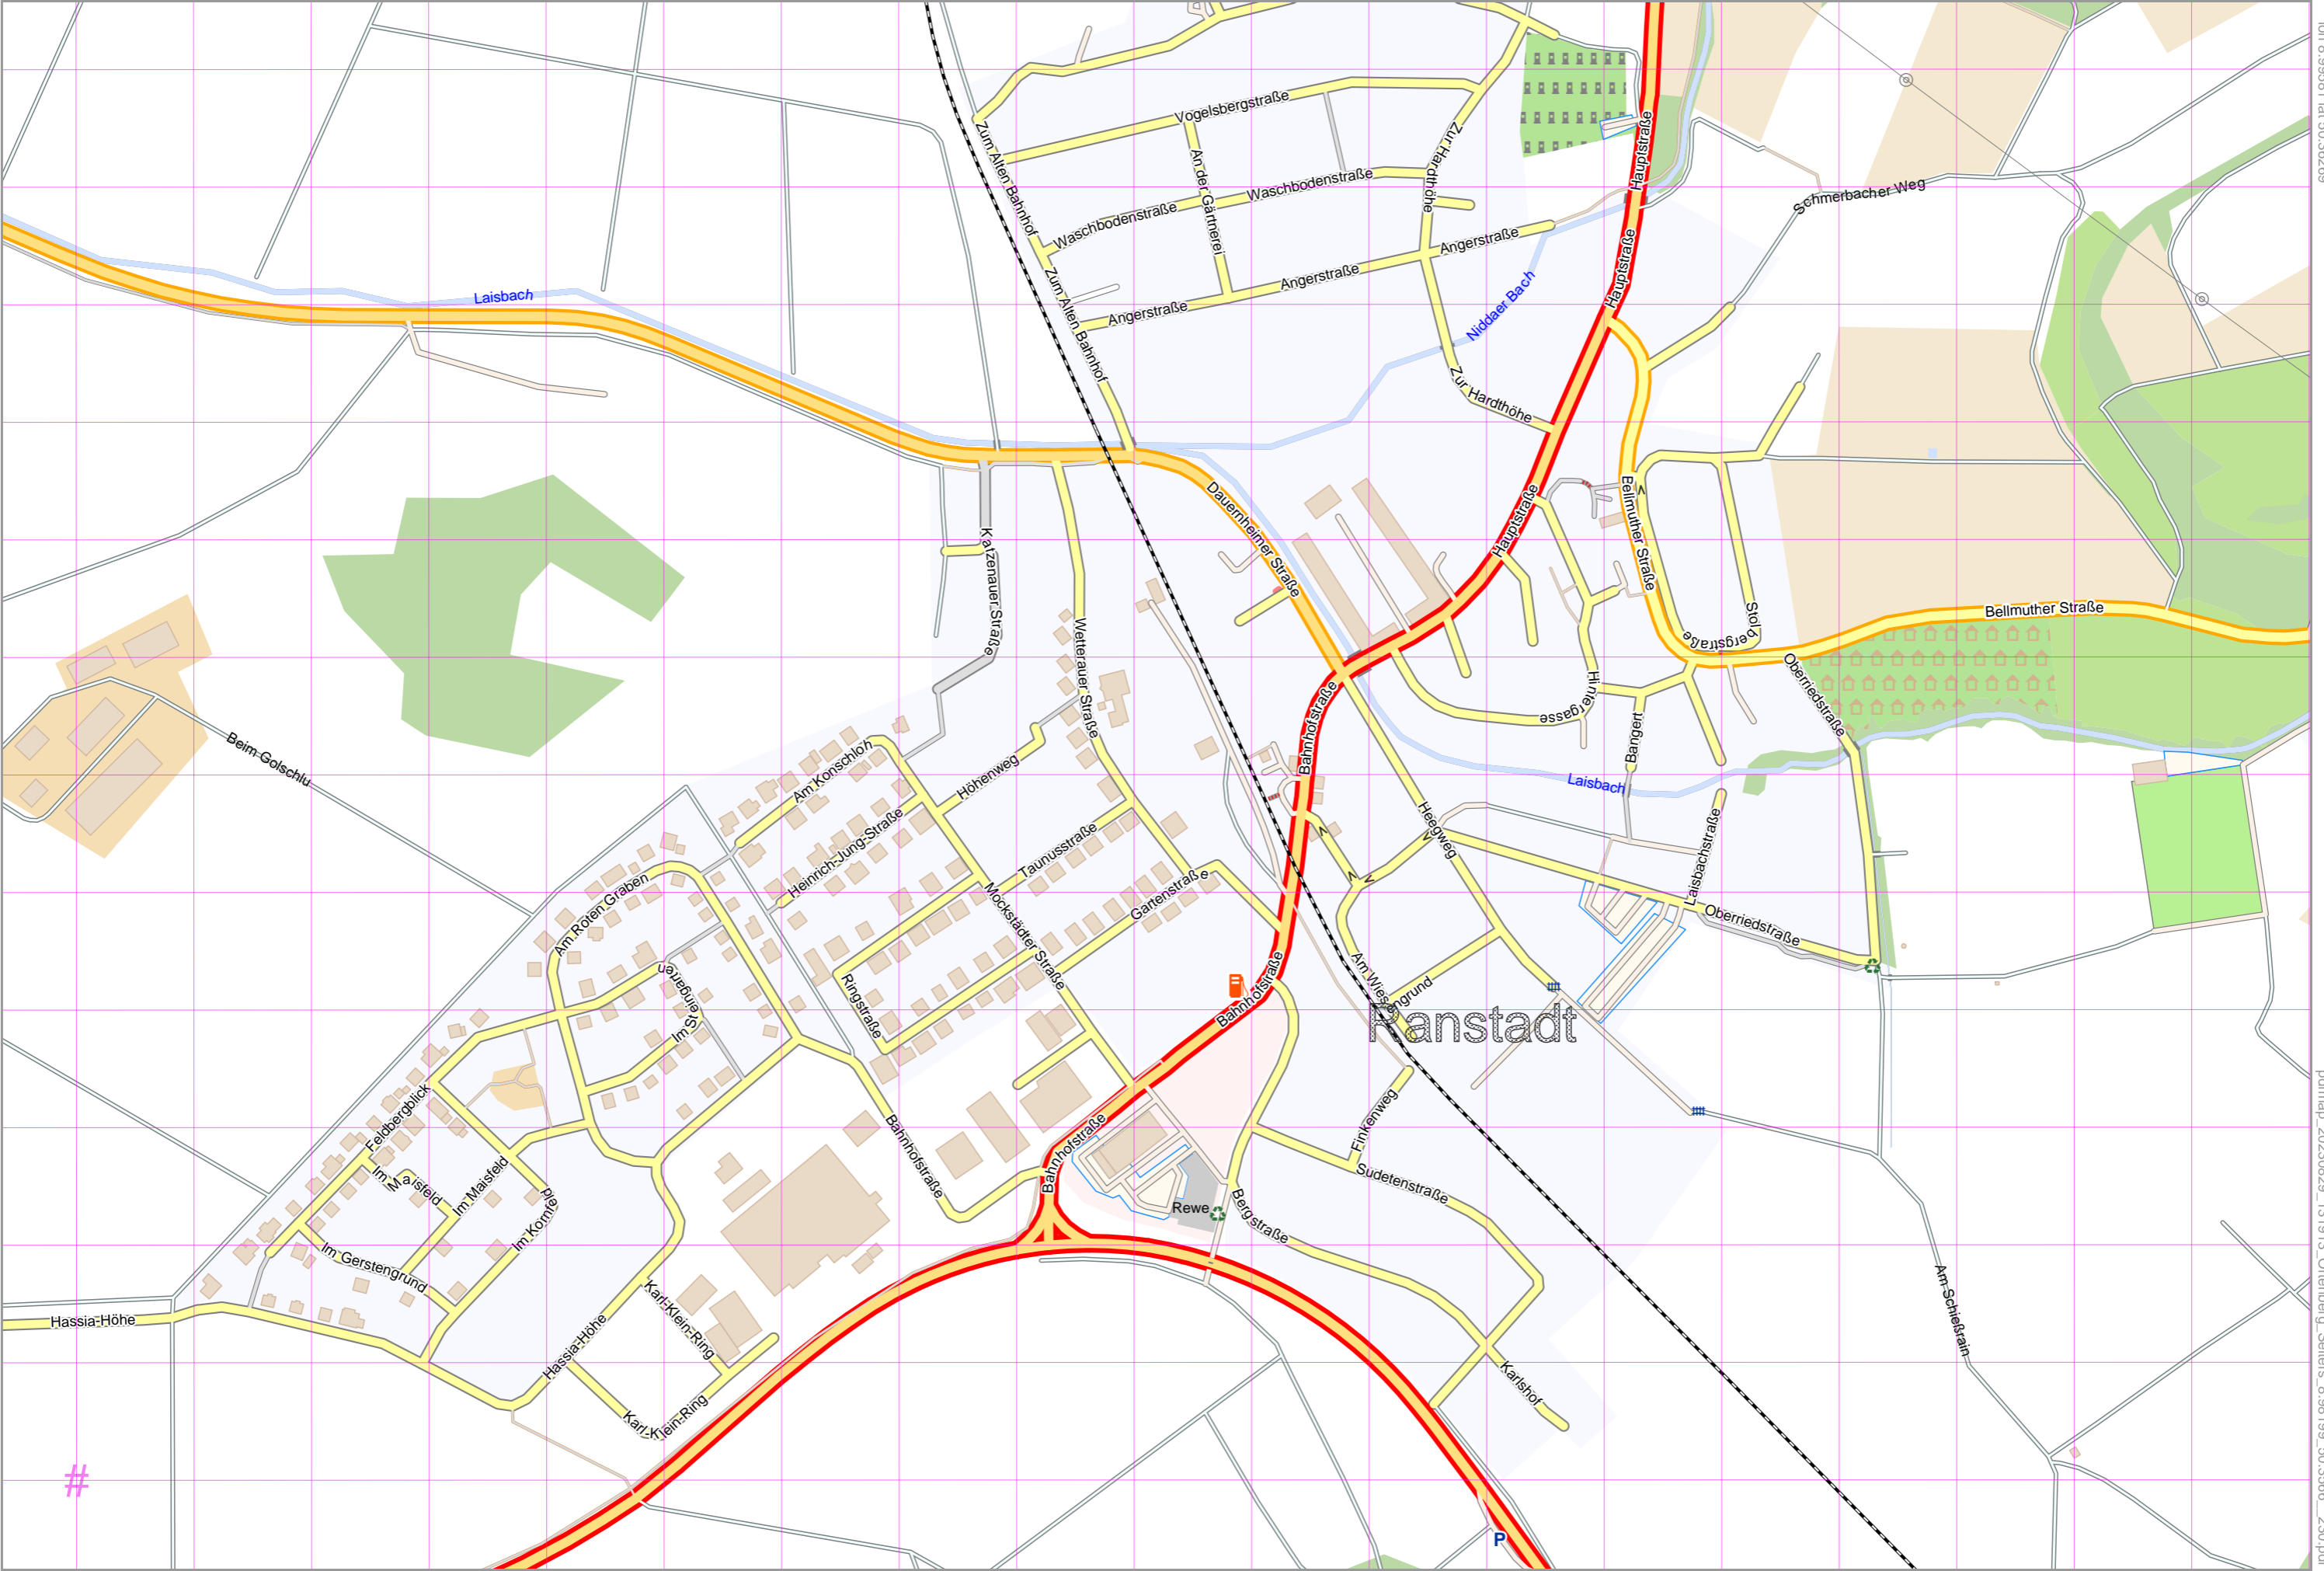 Vogelsbergstraße
Zum Alten Bahnhof
An der Gärtnerei
Zur Hardthöhe
Hauptstraße
Waschbodenstraße
Waschbodenstraße
Schmerbacher Weg
Angerstraße
Hauptstraße
Laisbach
Zum Alten Bahnhof
Angerstraße
Angerstraße
Niddaer Bach
Zur Hardthöhe
Dauernheimer Straße
Hauptstraße
Bellmuther Straße
Katzenauer Straße
Wetterauer Straße
Stolbergstraße
Bellmuther Straße
Oberriedstraße
Hintergasse
Bangert
Beim Golschlu
Am Konschloh
Höhenweg
Bahnhofstraße
Laisbach
Heinrich-Jung-Straße
Taunusstraße
Heegweg
Laisbachstraße
Am Roten Graben
Mockstädter Straße
Gartenstraße
Oberriedstraße
Im Steingarten
Ringstraße
Bahnhofstraße
Am Wiesengrund
Ranstadt
Feldbergblick
Bahnhofstraße
Bahnhofstraße
Finkenweg
Im Maisfeld
Im Maisfeld
Im Kornfeld
Sudetenstraße
Rewe
Bergstraße
Im Gerstengrund
Hassia-Höhe
Hassia-Höhe
Karl-Klein-Ring
Karl-Klein-Ring
Karlshof
Am Schießrain
#
P